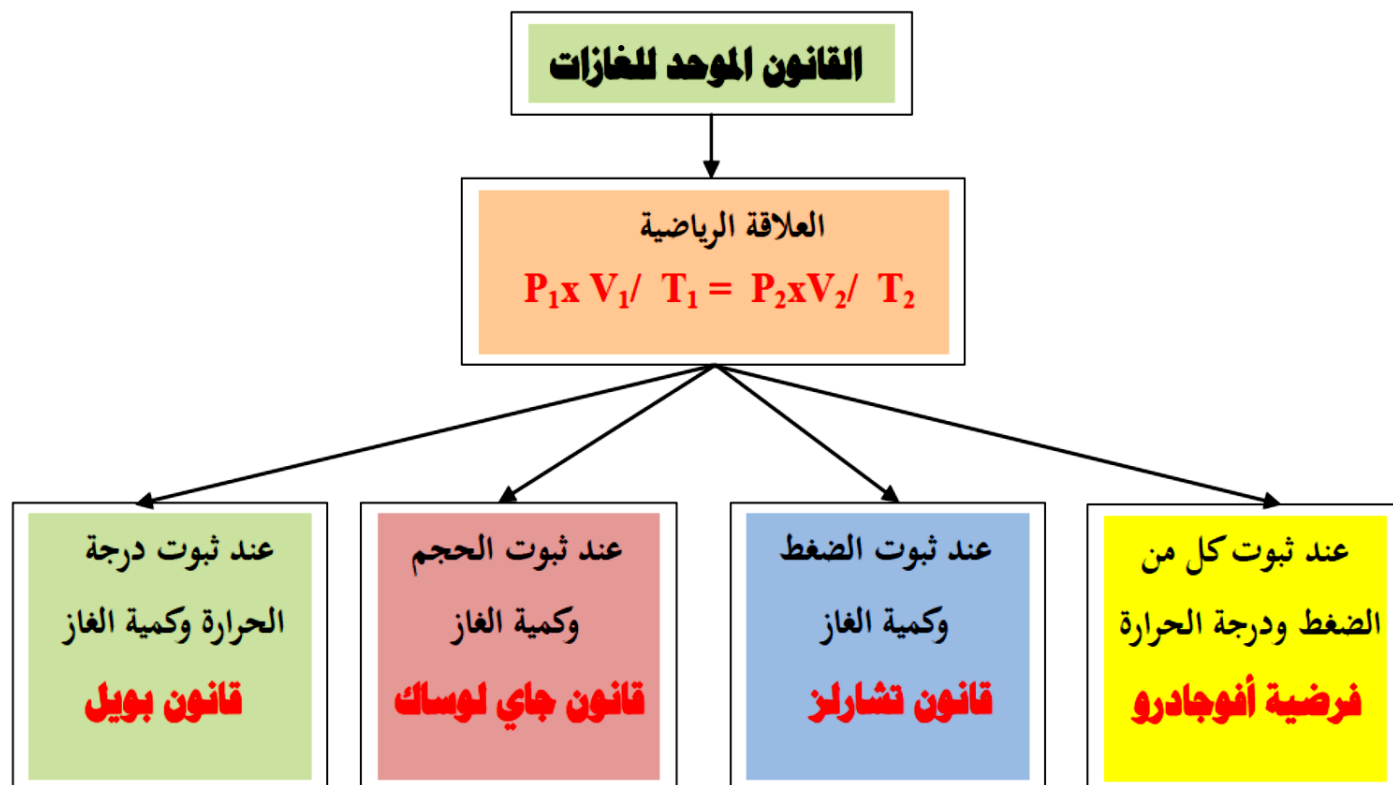 القانون الموحد للغازات
العلاقة الرياضية
P₁x V₁/ T₁ = P₂xV₂/ T₂
عند ثبوت كل من
الضغط ودرجة الحرارة
فرضية أفوجادرو
عند ثبوت الضغط
وكمية الغاز
قانون تشارلز
عند ثبوت الحجم
وكمية الغاز
قانون جاي لوساك
عند ثبوت درجة
الحرارة وكمية الغاز
قانون بويل